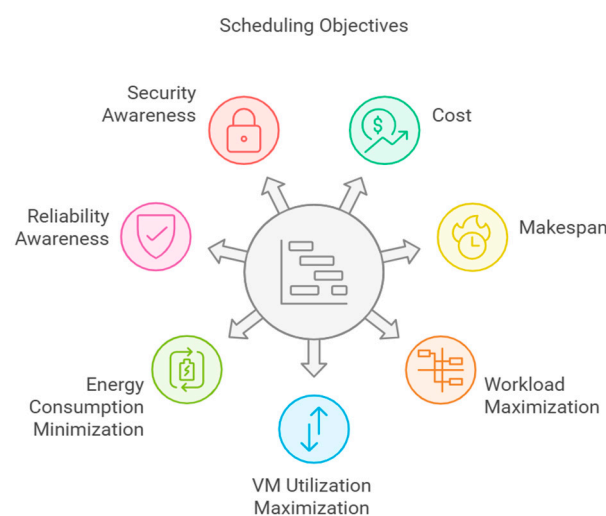 Scheduling Objectives
Security
Awareness
$
Cost
Reliability
Awareness
Makespan
Energy
Consumption
Minimization
Workload
Maximization
VM Utilization
Maximization